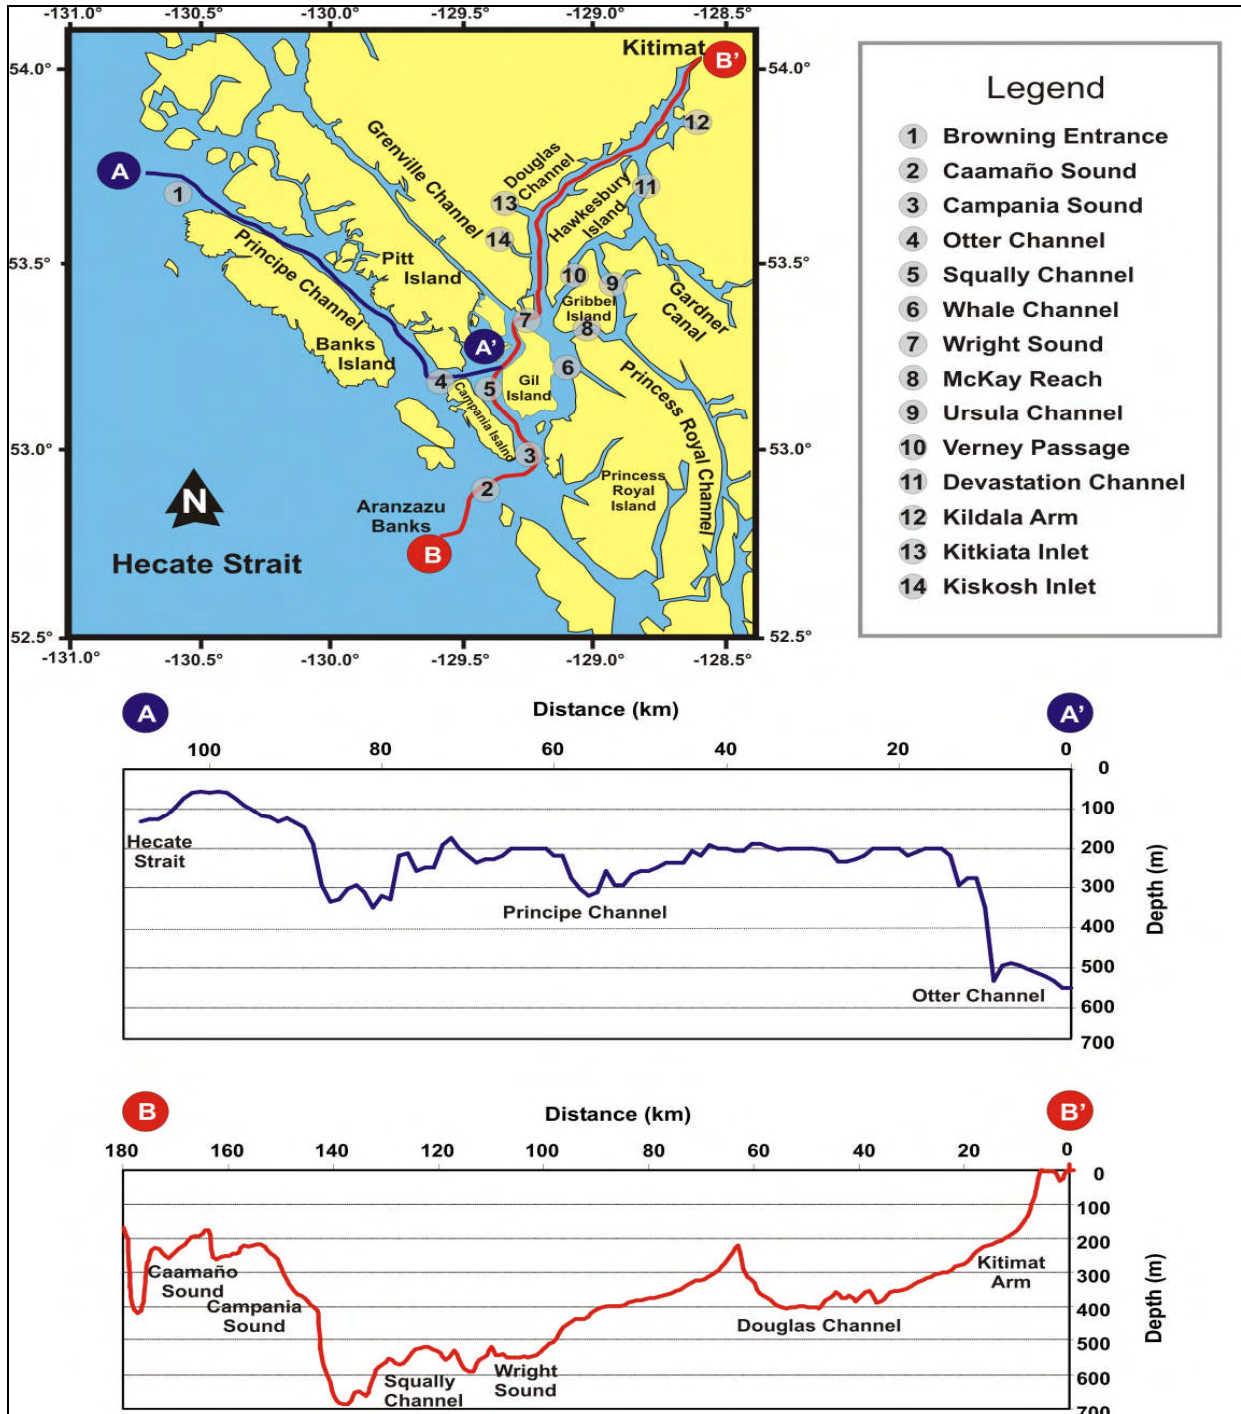 -131.0° -130.5° -130.0° -129.5° -129.0° -128.5°
Kitimat
B'
54.0° 54.0°
12
A
1
Grenville Channel
Douglas
Channel
13
14
Hawkesbury
Island
11
53.5° 53.5°
Principe Channel
Pitt
Island
10
9
Gribbel
Island
8
Gardner
Canal
7
A'
Banks
Island
4
5
Gil
Island
6
Campania Isalnd
Princess Royal Channel
53.0° 53.0°
3
2
Princess
Royal
Island
Aranzazu
Banks
B
N
Hecate Strait
52.5° 52.5°
-131.0° -130.5° -130.0° -129.5° -129.0° -128.5°
Legend
1 Browning Entrance
2 Caamaño Sound
3 Campania Sound
4 Otter Channel
5 Squally Channel
6 Whale Channel
7 Wright Sound
8 McKay Reach
9 Ursula Channel
10 Verney Passage
11 Devastation Channel
12 Kildala Arm
13 Kitkiata Inlet
14 Kiskosh Inlet
A A'
Distance (km)
100 80 60 40 20 0
0
100
200
300
400
500
600
700
Depth (m)
Hecate
Strait
Principe Channel
Otter Channel
B B'
Distance (km)
180 160 140 120 100 80 60 40 20 0
0
100
200
300
400
500
600
700
Depth (m)
Caamaño
Sound
Campania
Sound
Squally
Channel
Wright
Sound
Douglas Channel
Kitimat
Arm